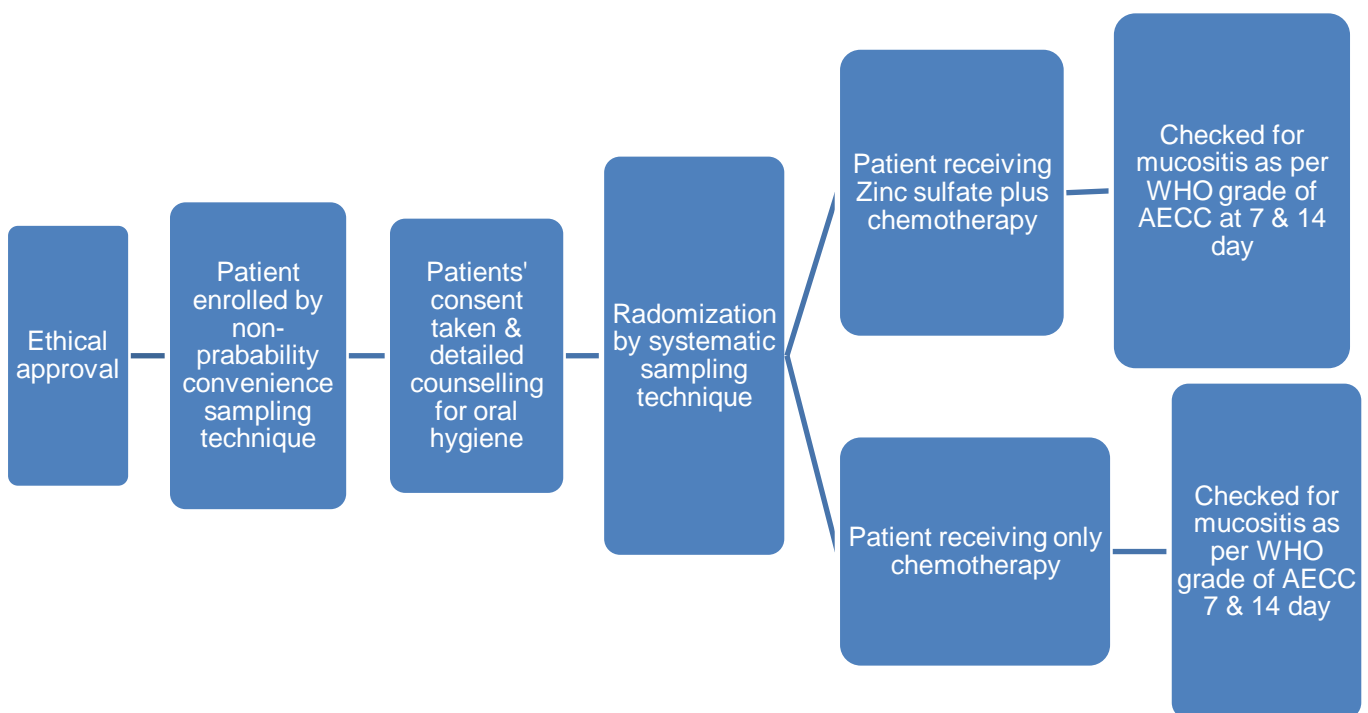 Ethical
approval
Patient
enrolled by
non-
prabability
convenience
sampling
technique
Patients'
consent
taken &
detailed
counselling
for oral
hygiene
Radomization
by systematic
sampling
technique
Patient receiving
Zinc sulfate plus
chemotherapy
Checked for
mucositis as per
WHO grade of
AECC at 7 & 14
day
Patient receiving only
chemotherapy
Checked for
mucositis as
per WHO
grade of AECC
7 & 14 day